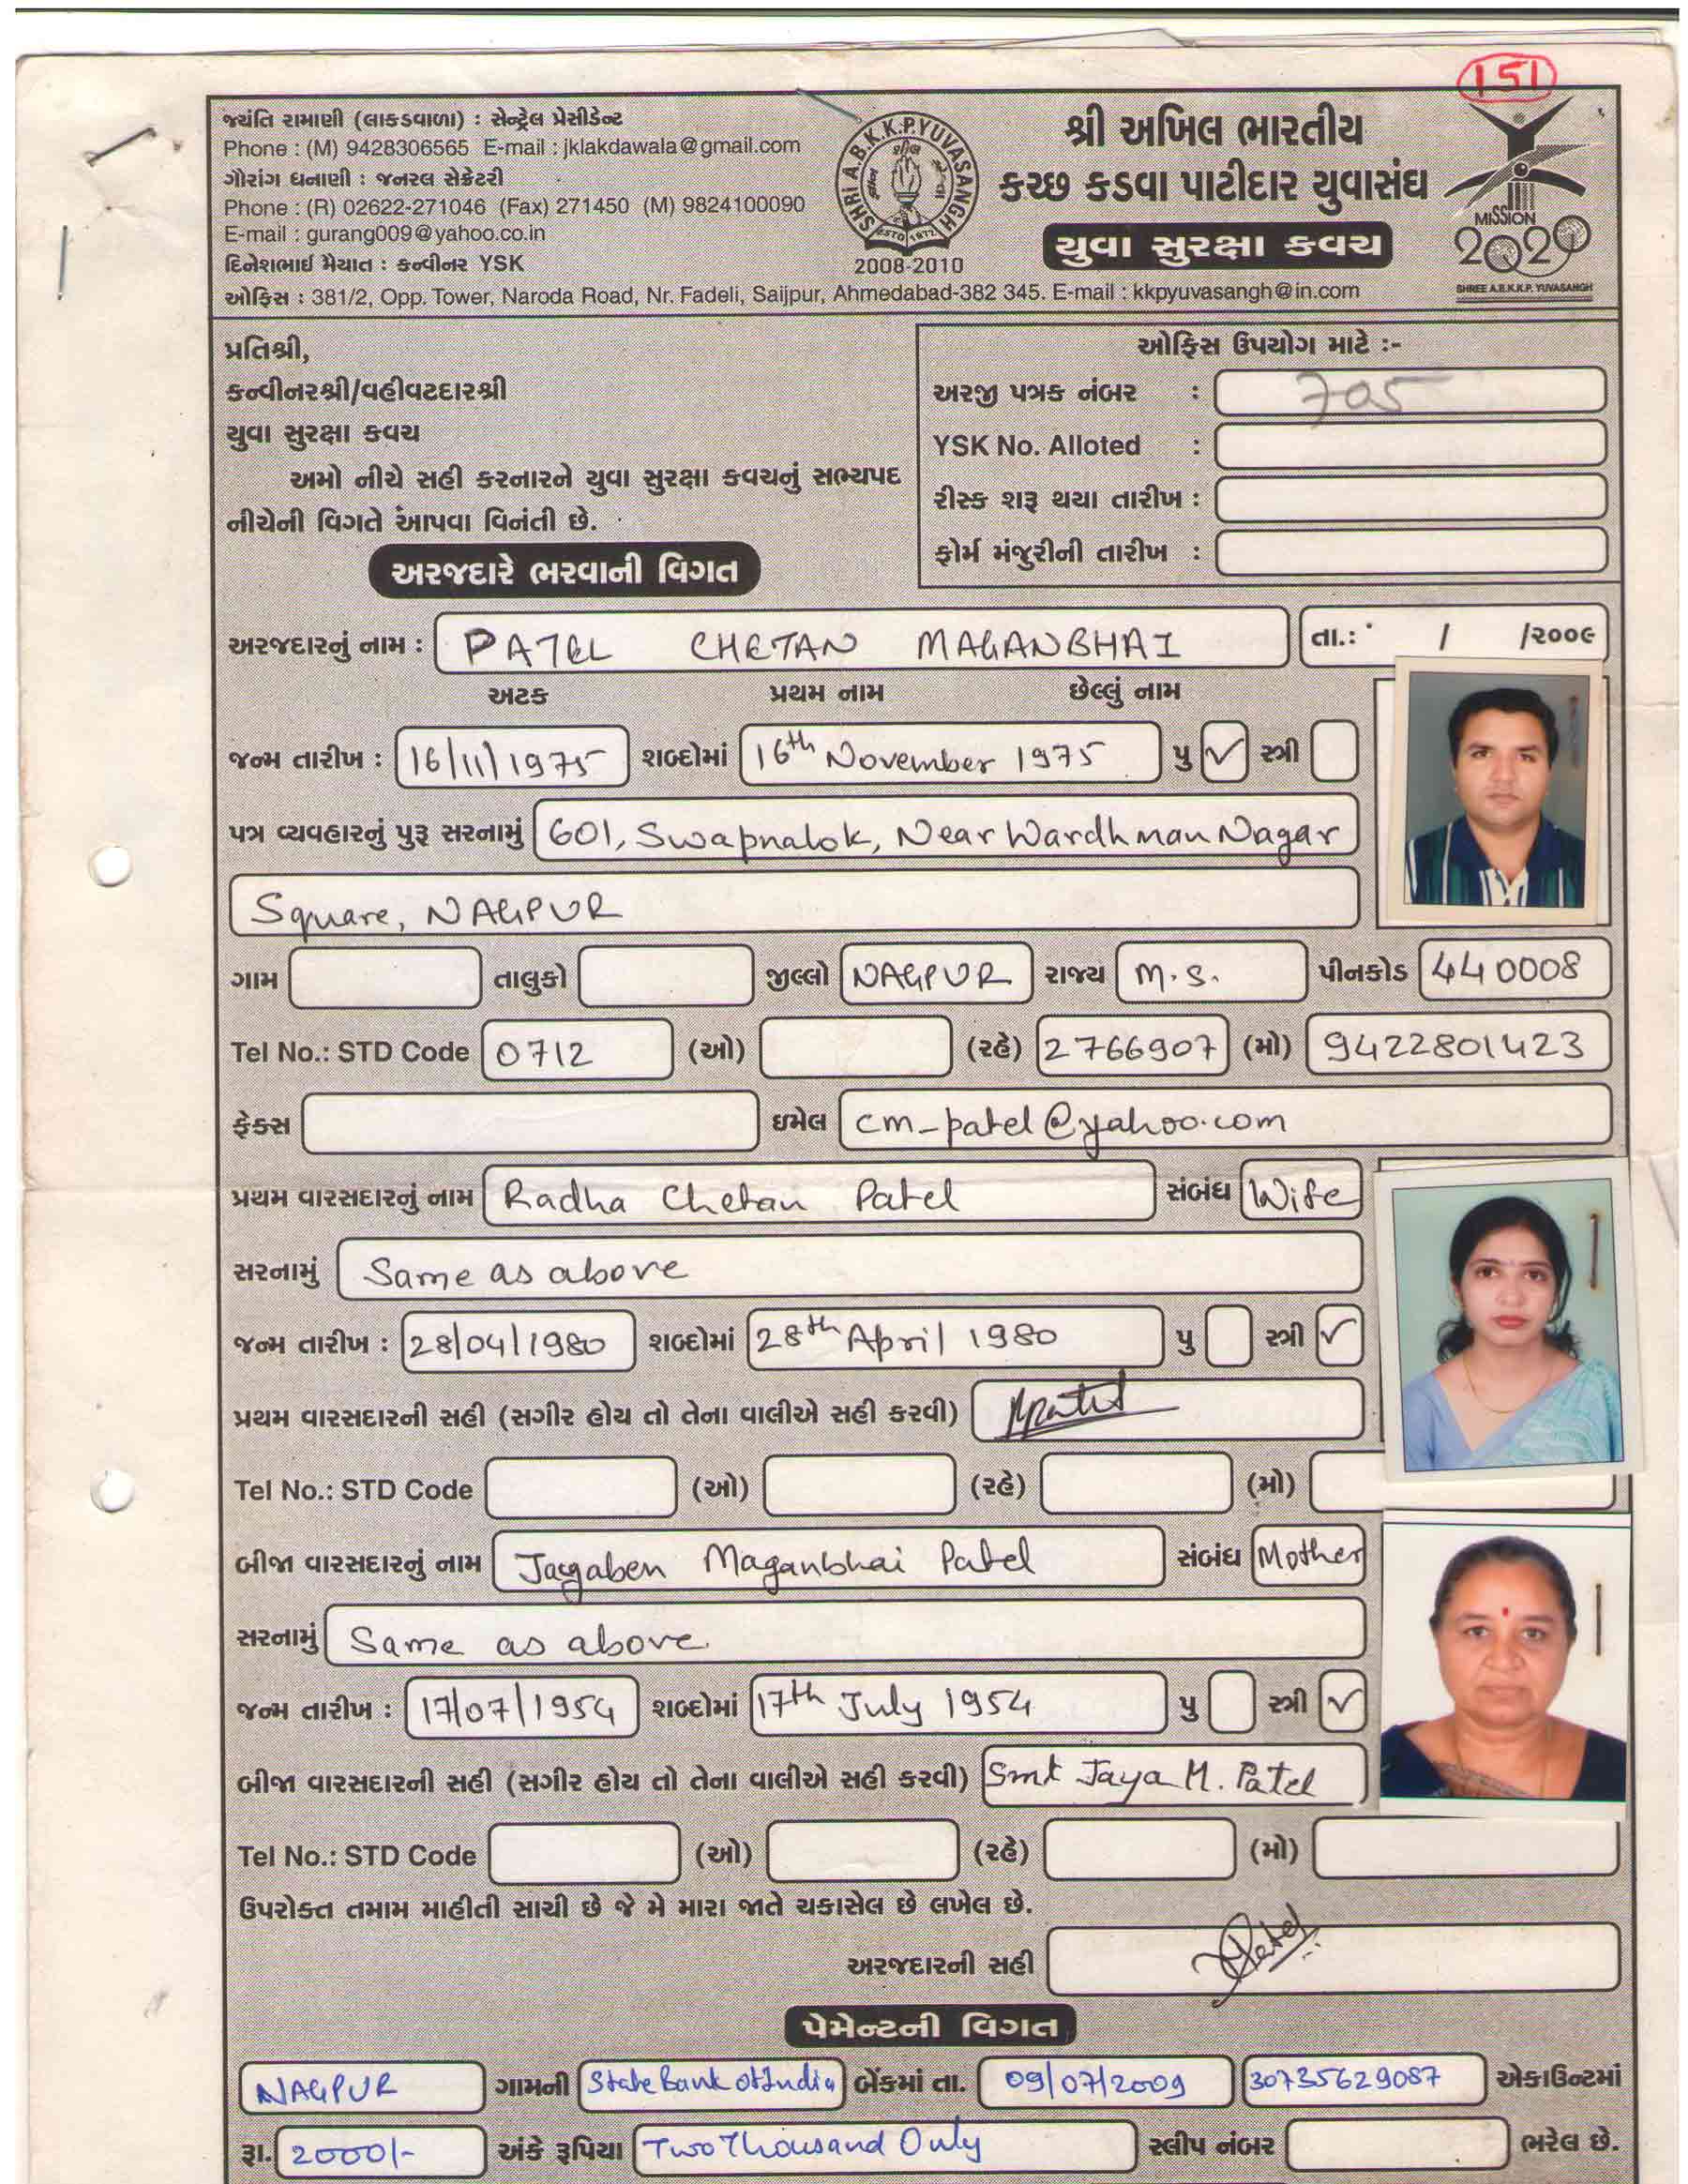 151
જયંતિ રામાણી (લાકડાવાળા) : સેન્ટ્રેલ પ્રેસીડેન્ટ
Phone : (M) 9428306565 E-mail : jklakdawala@gmail.com
ગૌરાંગ ધનાણી : જનરલ સેક્રેટરી
Phone : (R) 02622-271046 (Fax) 271450 (M) 9824100090
E-mail : gurang009@yahoo.co.in
દિનેશભાઈ મૈયાત : કન્વીનર YSK
SHRI A.B.K.K.P. YUVASANGH
ESTD 1977
2008-2010
શ્રી અખિલ ભારતીય
કચ્છ કડવા પાટીદાર યુવાસંઘ
યુવા સુરક્ષા કવચ
MISSION
2020
SHREE A.B.K.K.P. YUVASANGH
ઓફિસ : 381/2, Opp. Tower, Naroda Road, Nr. Fadeli, Saijpur, Ahmedabad-382 345. E-mail : kkpyuvasangh@in.com
પ્રતિશ્રી,
કન્વીનરશ્રી/વહીવટદારશ્રી
યુવા સુરક્ષા કવચ
અમો નીચે સહી કરનારને યુવા સુરક્ષા કવચનું સભ્યપદ
નીચેની વિગતે આપવા વિનંતી છે.
ઓફિસ ઉપયોગ માટે :-
અરજી પત્રક નંબર : 705
YSK No. Alloted :
રીસ્ક શરૂ થયા તારીખ :
ફોર્મ મંજુરીની તારીખ :
અરજદારે ભરવાની વિગત
અરજદારનું નામ : PATEL CHETAN MAGANBHAI તા.: / /૨૦૦૯
અટક પ્રથમ નામ છેલ્લું નામ
જન્મ તારીખ : 16/11/1975 શબ્દોમાં 16th November 1975 પુ ✓ સ્ત્રી
પત્ર વ્યવહારનું પુરૂ સરનામું 601, Swapnalok, Near Wardhman Nagar
Square, NAGPUR
ગામ તાલુકો જીલ્લો NAGPUR રાજ્ય M.S. પીનકોડ 440008
Tel No.: STD Code 0712 (ઓ) (રહે) 2766907 (મો) 9422801423
ફેક્સ ઇમેલ cm_patel@yahoo.com
પ્રથમ વારસદારનું નામ Radha Chetan Patel સંબંધ Wife
સરનામું Same as above
જન્મ તારીખ : 28/04/1980 શબ્દોમાં 28th April 1980 પુ સ્ત્રી ✓
પ્રથમ વારસદારની સહી (સગીર હોય તો તેના વાલીએ સહી કરવી)
Tel No.: STD Code (ઓ) (રહે) (મો)
બીજા વારસદારનું નામ Jayaben Maganbhai Patel સંબંધ Mother
સરનામું Same as above.
જન્મ તારીખ : 17/07/1954 શબ્દોમાં 17th July 1954 પુ સ્ત્રી ✓
બીજા વારસદારની સહી (સગીર હોય તો તેના વાલીએ સહી કરવી) Smt Jaya M. Patel
Tel No.: STD Code (ઓ) (રહે) (મો)
ઉપરોક્ત તમામ માહીતી સાચી છે જે મે મારા જાતે ચકાસેલ છે લખેલ છે.
અરજદારની સહી
પેમેન્ટની વિગત
NAGPUR ગામની State Bank of India બેંકમાં તા. 09/07/2009 30735629087 એકાઉન્ટમાં
રૂા. 2000/- અંકે રૂપિયા Two Thousand Only સ્લીપ નંબર ભરેલ છે.